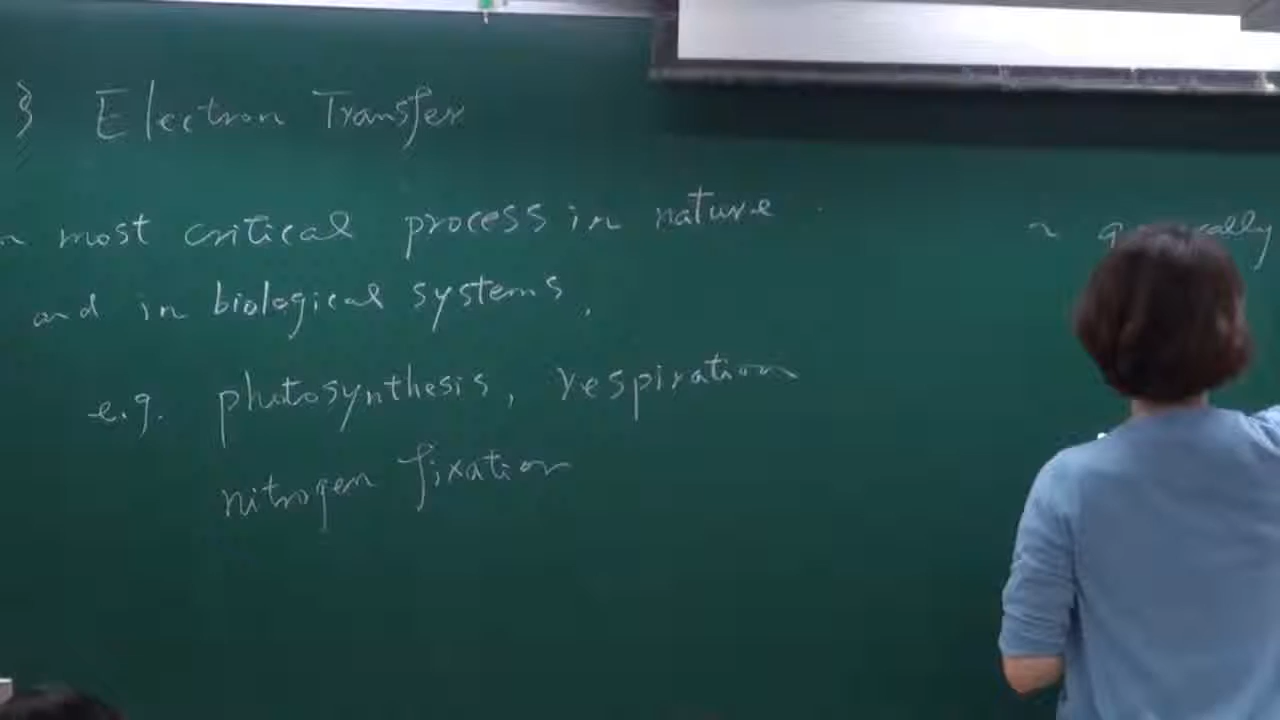 § Electron Transfer
~ most critical process in nature
and in biological systems,
e.g. photosynthesis, respiration
nitrogen fixation
~